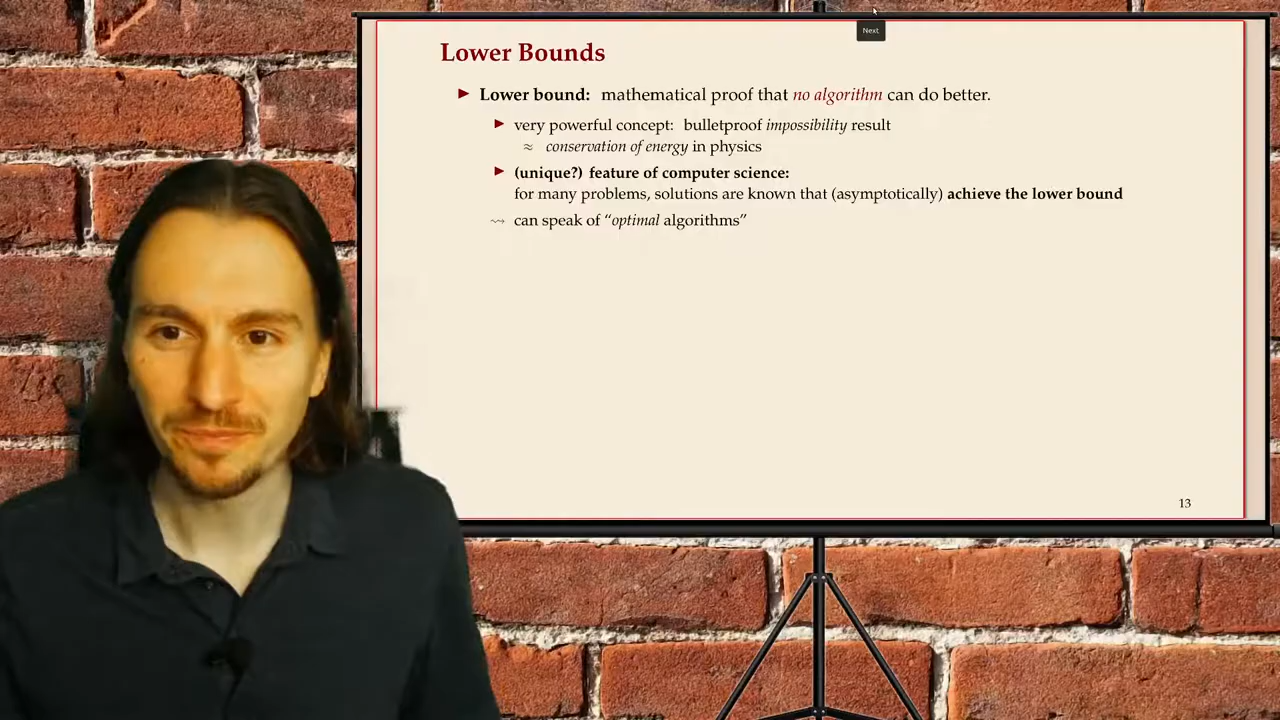 Next
Lower Bounds
► Lower bound: mathematical proof that no algorithm can do better.
► very powerful concept: bulletproof impossibility result
≈ conservation of energy in physics
► (unique?) feature of computer science:
for many problems, solutions are known that (asymptotically) achieve the lower bound
⇝ can speak of “optimal algorithms”
13